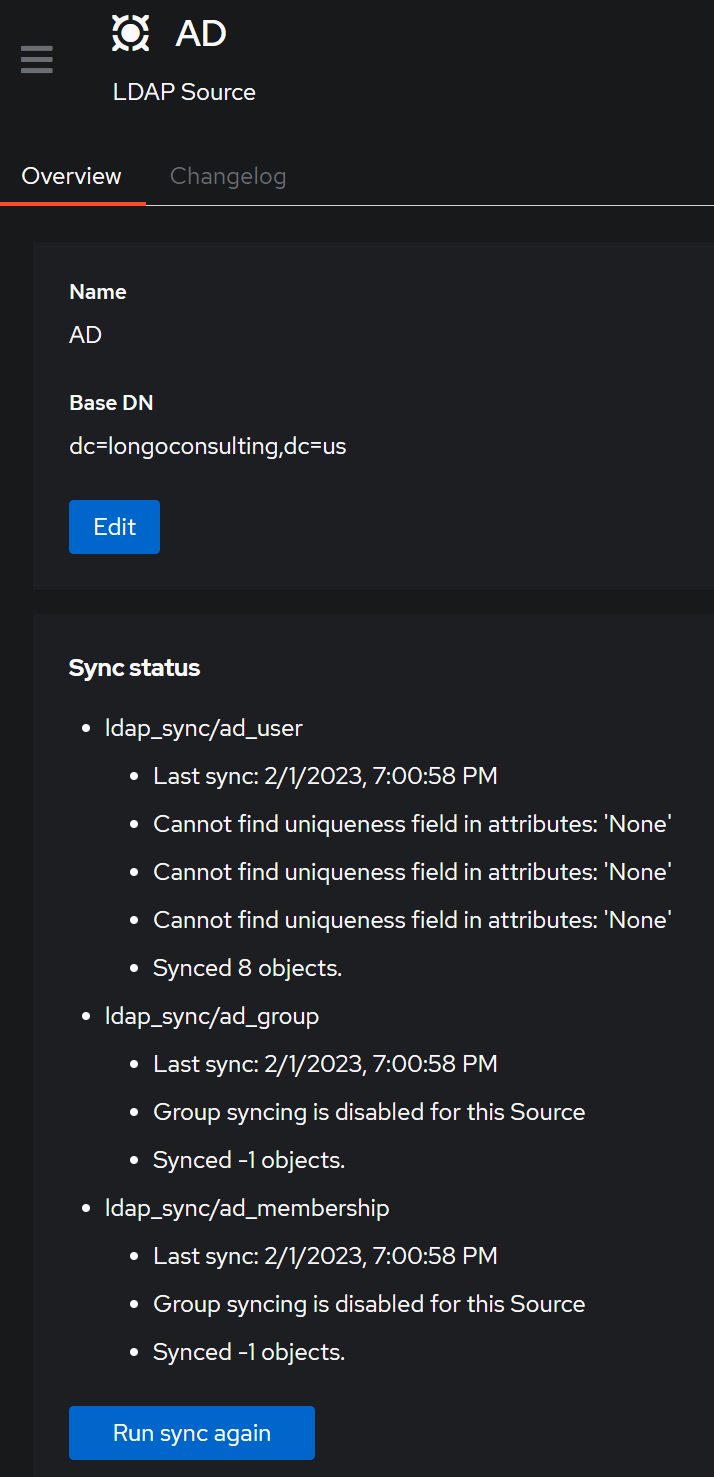 AD
LDAP Source
Overview
Changelog
Name
AD
Base DN
dc=longoconsulting,dc=us
Edit
Sync status
ldap_sync/ad_user
Last sync: 2/1/2023, 7:00:58 PM
Cannot find uniqueness field in attributes: 'None'
Cannot find uniqueness field in attributes: 'None'
Cannot find uniqueness field in attributes: 'None'
Synced 8 objects.
ldap_sync/ad_group
Last sync: 2/1/2023, 7:00:58 PM
Group syncing is disabled for this Source
Synced -1 objects.
ldap_sync/ad_membership
Last sync: 2/1/2023, 7:00:58 PM
Group syncing is disabled for this Source
Synced -1 objects.
Run sync again